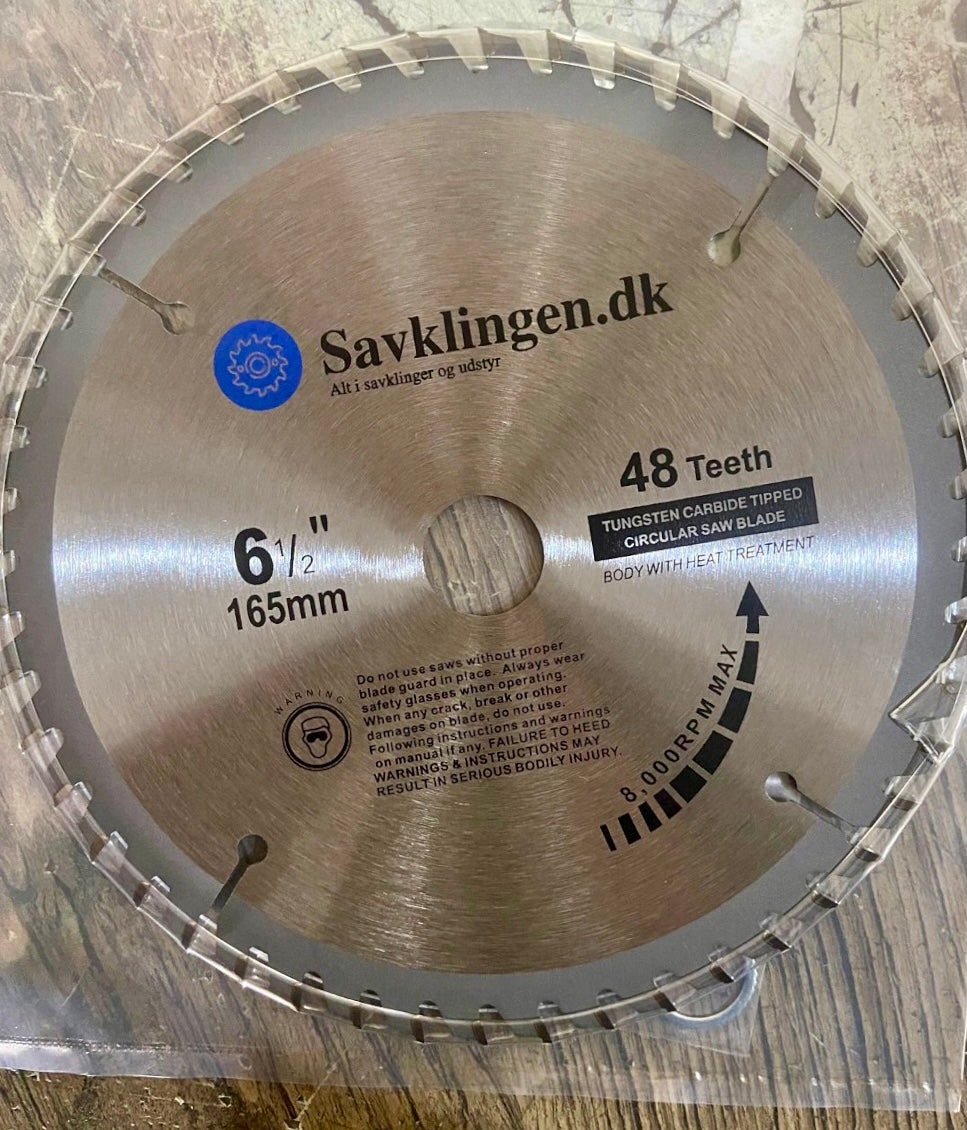 Savklingen.dk
Alt i savklinger og udstyr
48 Teeth
TUNGSTEN CARBIDE TIPPED
CIRCULAR SAW BLADE
BODY WITH HEAT TREATMENT
6 1/2"
165mm
WARNING
Do not use saws without proper
blade guard in place. Always wear
safety glasses when operating.
When any crack, break or other
damages on blade, do not use.
Following instructions and warnings
on manual if any. FAILURE TO HEED
WARNINGS & INSTRUCTIONS MAY
RESULT IN SERIOUS BODILY INJURY.
8,000RPM MAX